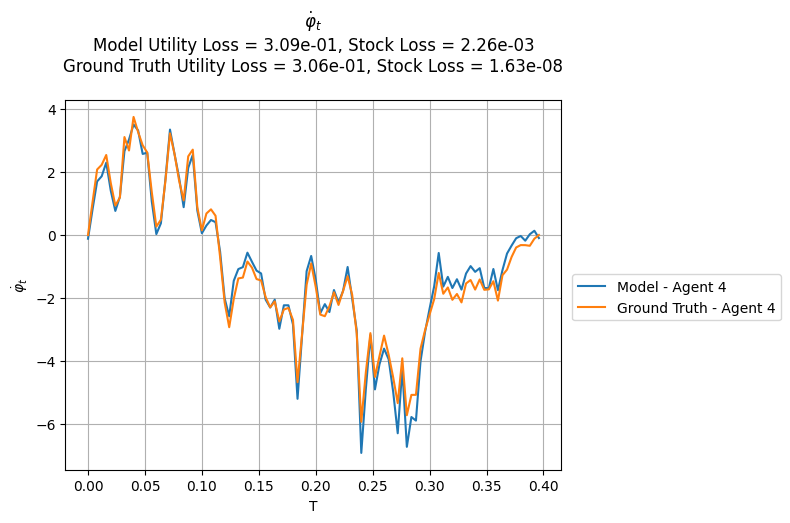 φ̇_t
Model Utility Loss = 3.09e-01, Stock Loss = 2.26e-03
Ground Truth Utility Loss = 3.06e-01, Stock Loss = 1.63e-08
4
2
0
−2
−4
−6
φ̇_t
0.00 0.05 0.10 0.15 0.20 0.25 0.30 0.35 0.40
T
Model - Agent 4
Ground Truth - Agent 4